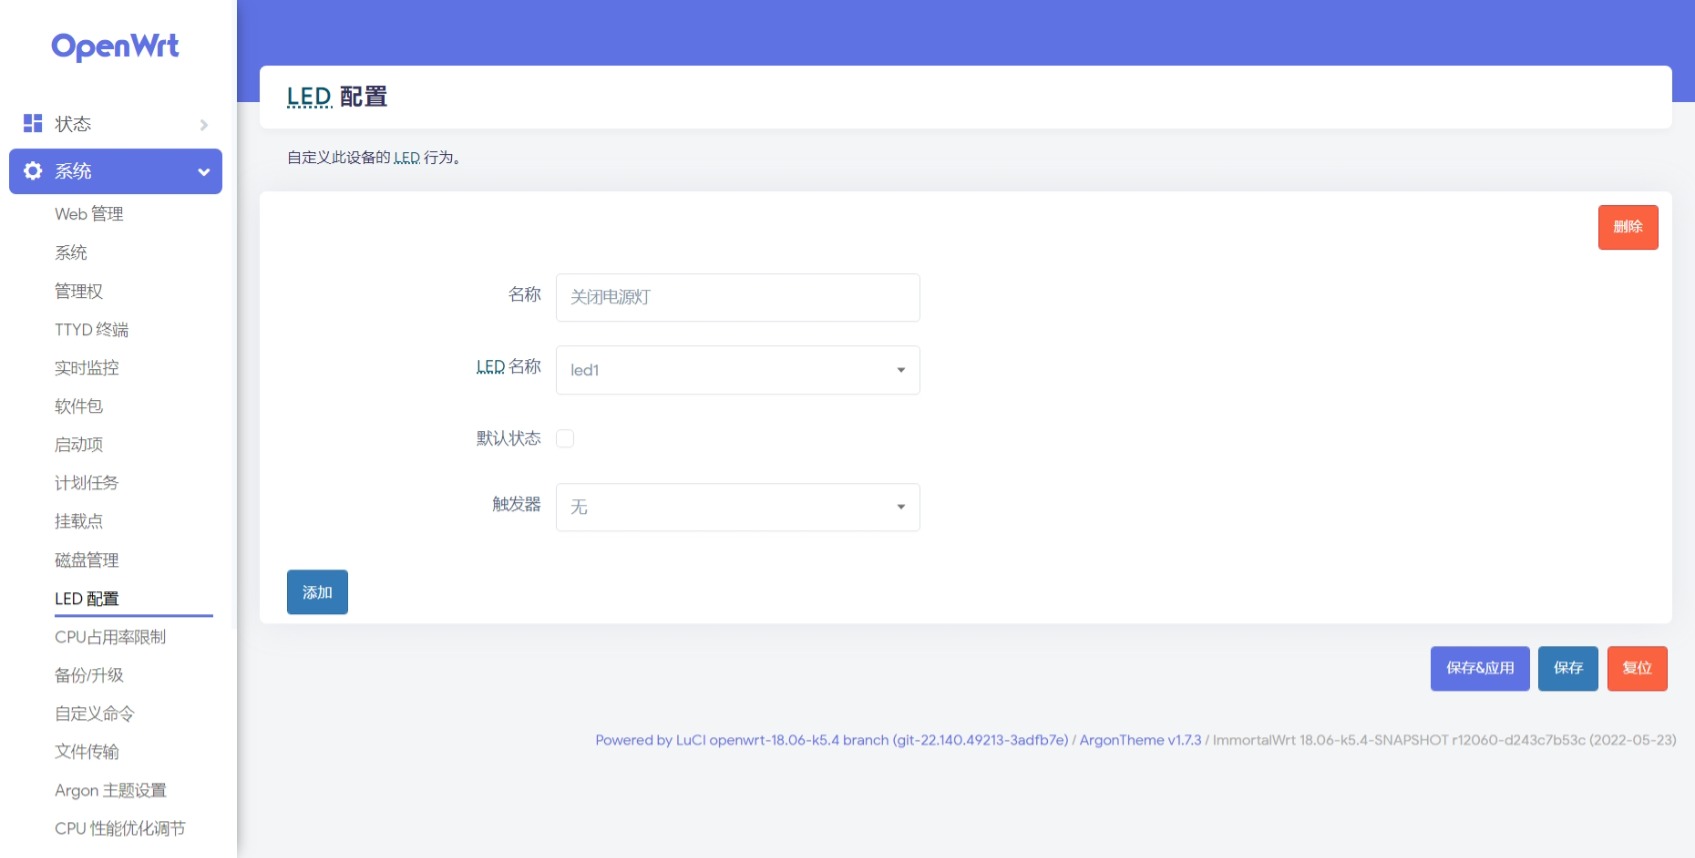 OpenWrt
状态
系统
Web 管理
系统
管理权
TTYD 终端
实时监控
软件包
启动项
计划任务
挂载点
磁盘管理
LED 配置
CPU占用率限制
备份/升级
自定义命令
文件传输
Argon 主题设置
CPU 性能优化调节
LED 配置
自定义此设备的 LED 行为。
删除
名称 关闭电源灯
LED 名称 led1
默认状态
触发器 无
添加
保存&应用 保存 复位
Powered by LuCI openwrt-18.06-k5.4 branch (git-22.140.49213-3adfb7e) / ArgonTheme v1.7.3 / ImmortalWrt 18.06-k5.4-SNAPSHOT r12060-d243c7b53c (2022-05-23)